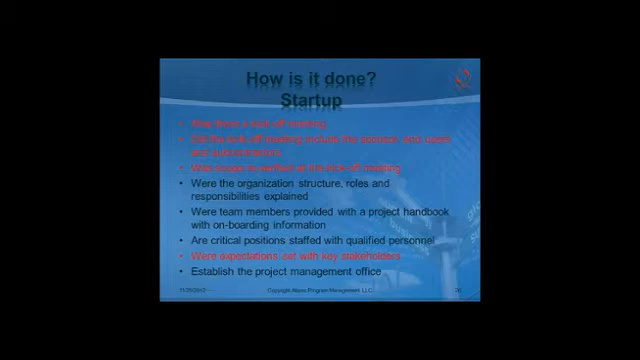 How is it done?
Startup
• Was there a kick-off meeting
• Did the kick-off meeting include the sponsor and users
and subcontractors
• Was scope re-verified at the kick-off meeting
• Were the organization structure, roles and
responsibilities explained
• Were team members provided with a project handbook
with on-boarding information
• Are critical positions staffed with qualified personnel
• Were expectations set with key stakeholders
• Establish the project management office
Copyright Program Management LLC